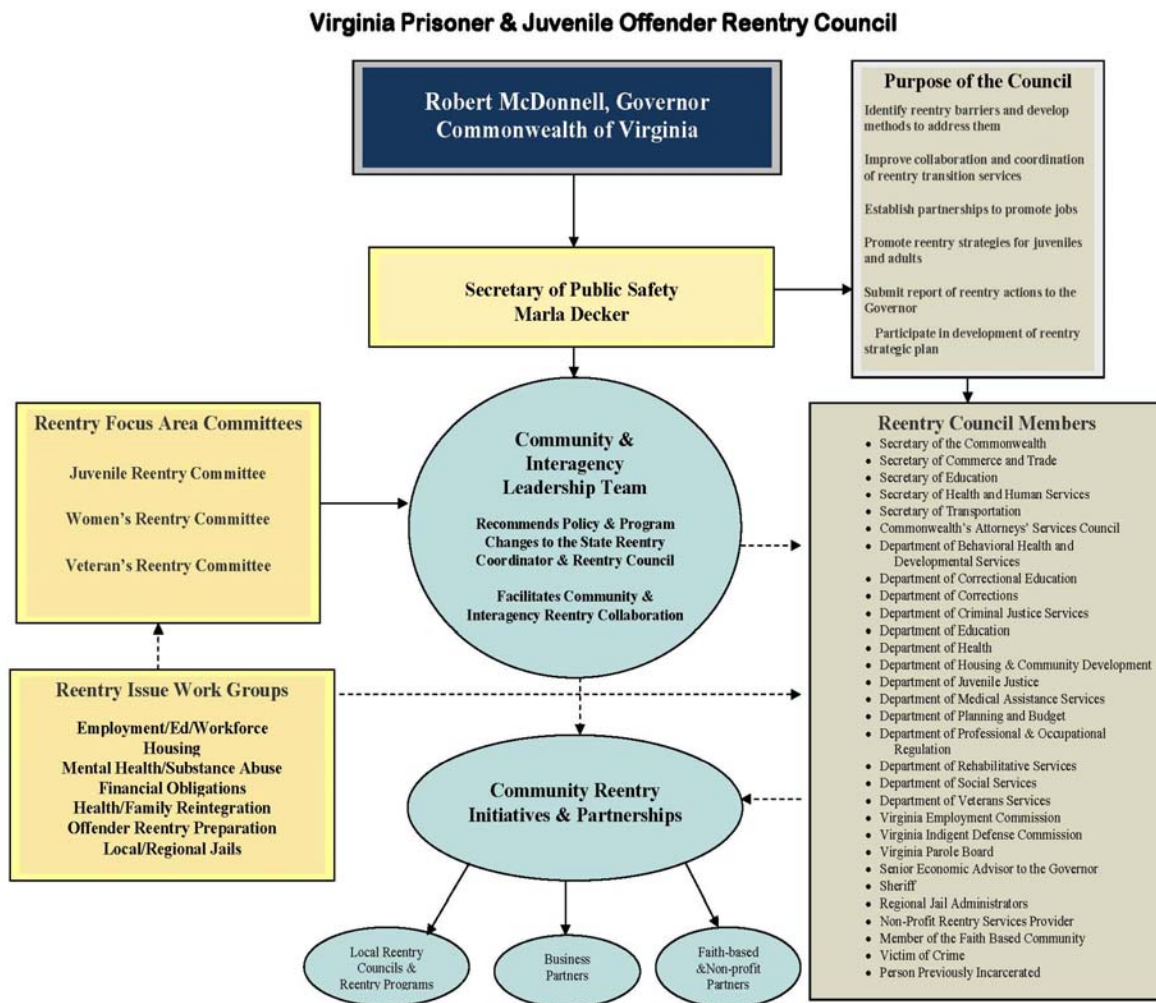 Virginia Prisoner & Juvenile Offender Reentry Council
Robert McDonnell, Governor
Commonwealth of Virginia
Purpose of the Council
Identify reentry barriers and develop
methods to address them
Improve collaboration and coordination
of reentry transition services
Establish partnerships to promote jobs
Promote reentry strategies for juveniles
and adults
Submit report of reentry actions to the
Governor
Participate in development of reentry
strategic plan
Secretary of Public Safety
Marla Decker
Reentry Focus Area Committees
Juvenile Reentry Committee
Women's Reentry Committee
Veteran's Reentry Committee
Community &
Interagency
Leadership Team
Recommends Policy & Program
Changes to the State Reentry
Coordinator & Reentry Council
Facilitates Community &
Interagency Reentry Collaboration
Reentry Council Members
• Secretary of the Commonwealth
• Secretary of Commerce and Trade
• Secretary of Education
• Secretary of Health and Human Services
• Secretary of Transportation
• Commonwealth's Attorneys' Services Council
• Department of Behavioral Health and
Developmental Services
• Department of Correctional Education
• Department of Corrections
• Department of Criminal Justice Services
• Department of Education
• Department of Health
• Department of Housing & Community Development
• Department of Juvenile Justice
• Department of Medical Assistance Services
• Department of Planning and Budget
• Department of Professional & Occupational
Regulation
• Department of Rehabilitative Services
• Department of Social Services
• Department of Veterans Services
• Virginia Employment Commission
• Virginia Indigent Defense Commission
• Virginia Parole Board
• Senior Economic Advisor to the Governor
• Sheriff
• Regional Jail Administrators
• Non-Profit Reentry Services Provider
• Member of the Faith Based Community
• Victim of Crime
• Person Previously Incarcerated
Reentry Issue Work Groups
Employment/Ed/Workforce
Housing
Mental Health/Substance Abuse
Financial Obligations
Health/Family Reintegration
Offender Reentry Preparation
Local/Regional Jails
Community Reentry
Initiatives & Partnerships
Local Reentry
Councils &
Reentry Programs
Business
Partners
Faith-based
&Non-profit
Partners